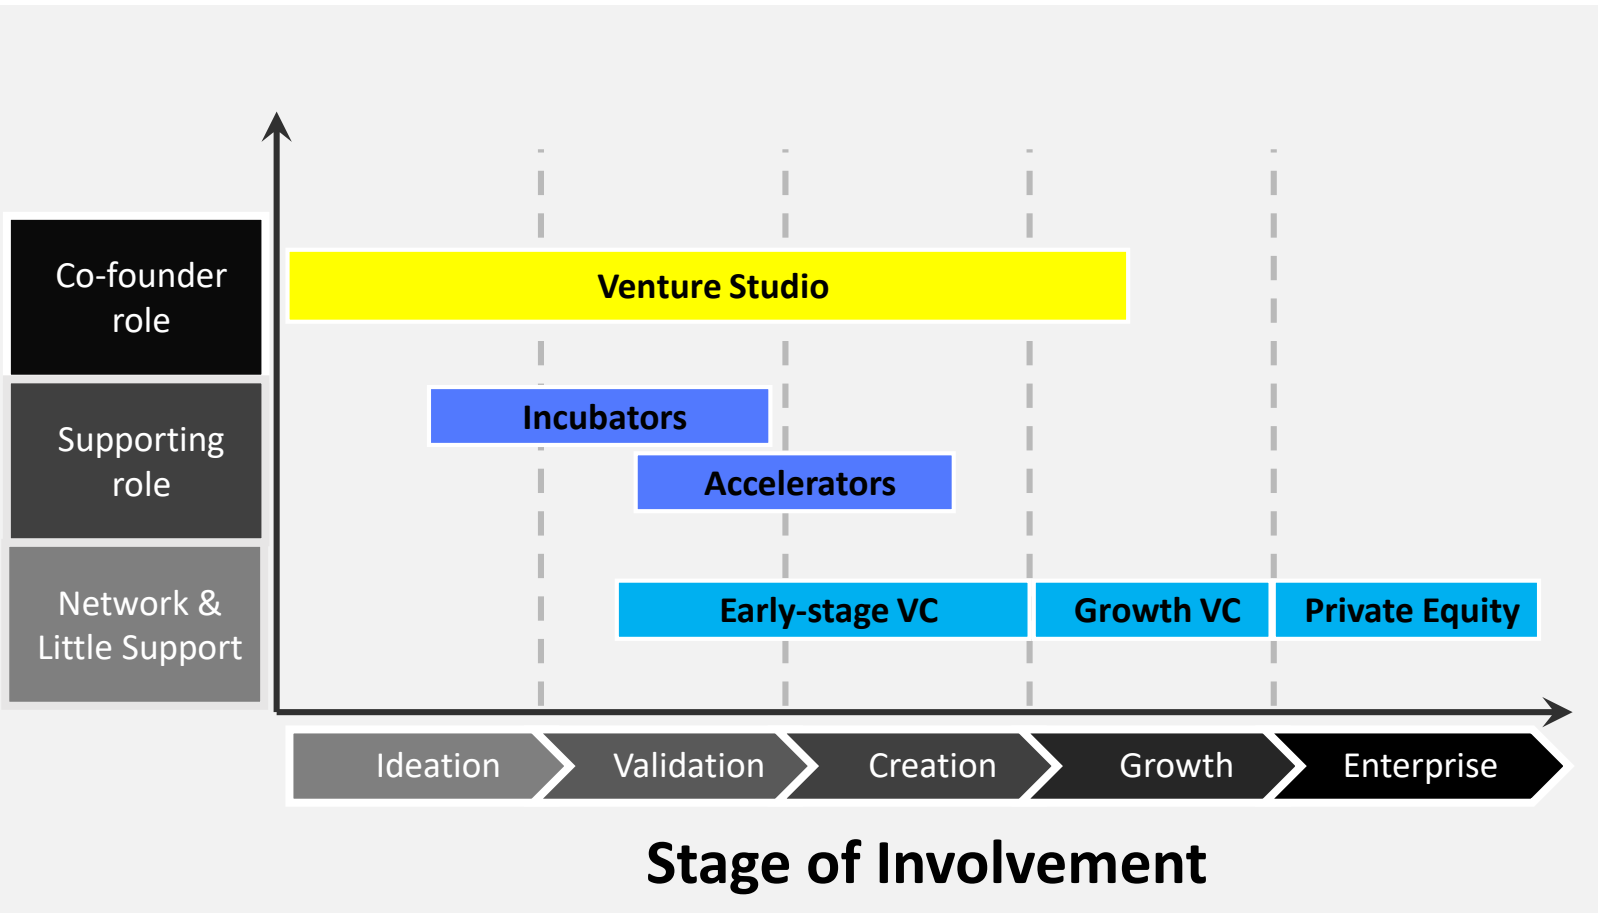 Co-founder
role
Venture Studio
Supporting
role
Incubators
Accelerators
Network &
Little Support
Early-stage VC
Growth VC
Private Equity
Ideation
Validation
Creation
Growth
Enterprise
Stage of Involvement